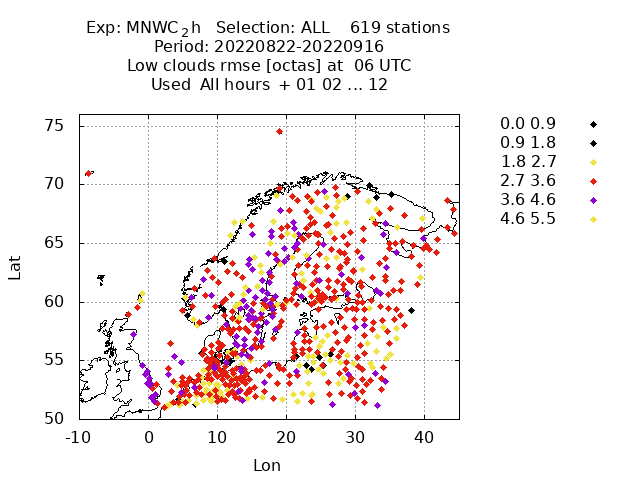 Exp: MNWC_2h   Selection: ALL    619 stations
Period: 20220822-20220916
Low clouds rmse [octas] at  06 UTC
Used  All hours  + 01 02 ... 12
75
70
65
60
55
50
-10 0 10 20 30 40
Lat
Lon
0.0 0.9
0.9 1.8
1.8 2.7
2.7 3.6
3.6 4.6
4.6 5.5